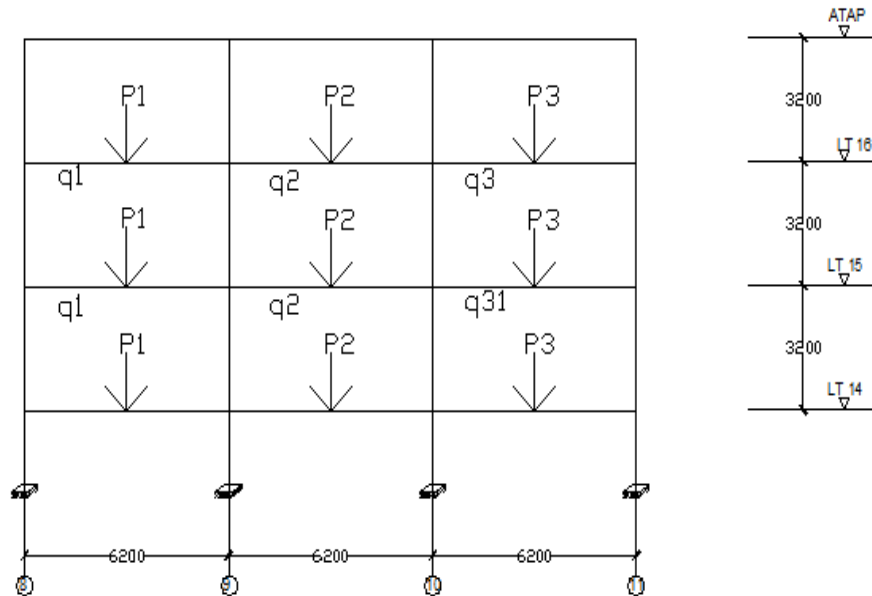 ATAP
P1 P2 P3
3200
LT 16
q1 q2 q3
P1 P2 P3
3200
LT 15
q1 q2 q31
P1 P2 P3
3200
LT 14
6200 6200 6200
8 9 10 11